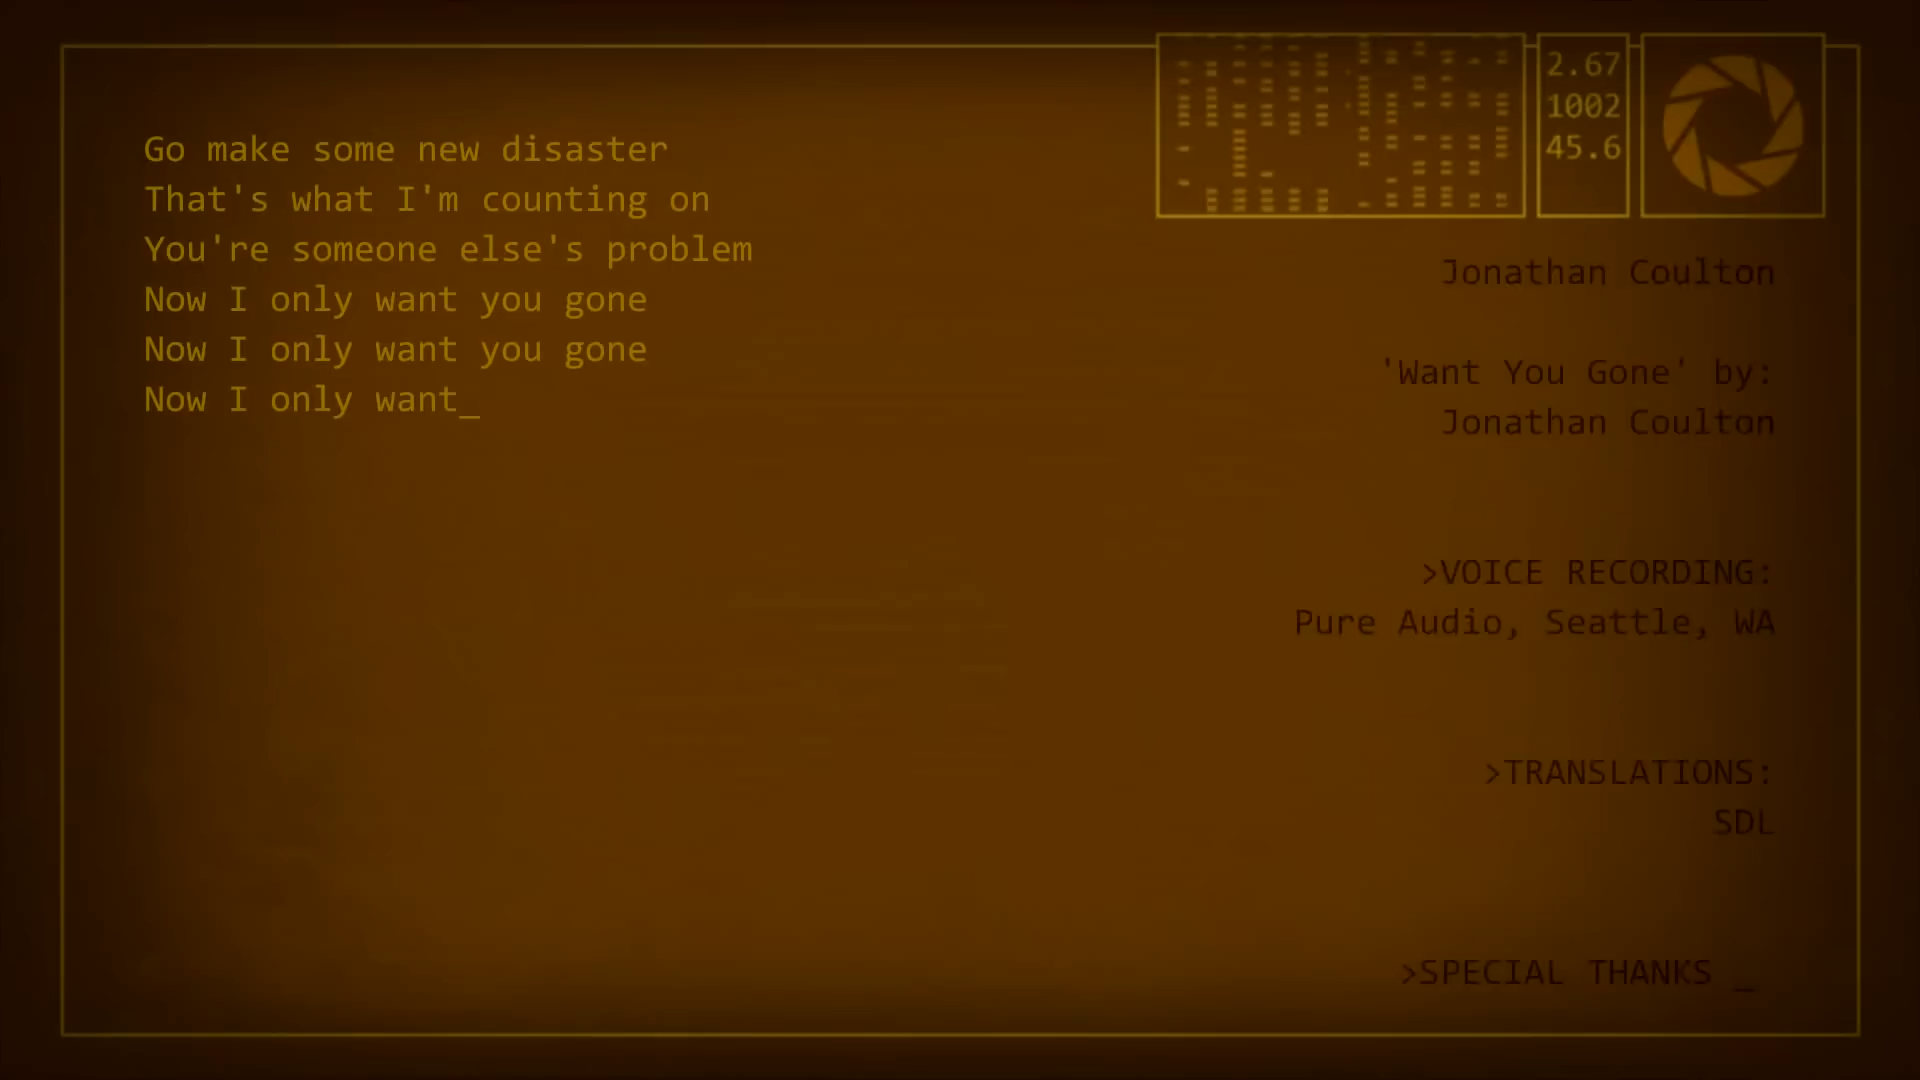 Go make some new disaster
That's what I'm counting on
You're someone else's problem
Now I only want you gone
Now I only want you gone
Now I only want_
2.67
1002
45.6
Jonathan Coulton
'Want You Gone' by:
Jonathan Coulton
>VOICE RECORDING:
Pure Audio, Seattle, WA
>TRANSLATIONS:
SDL
>SPECIAL THANKS _